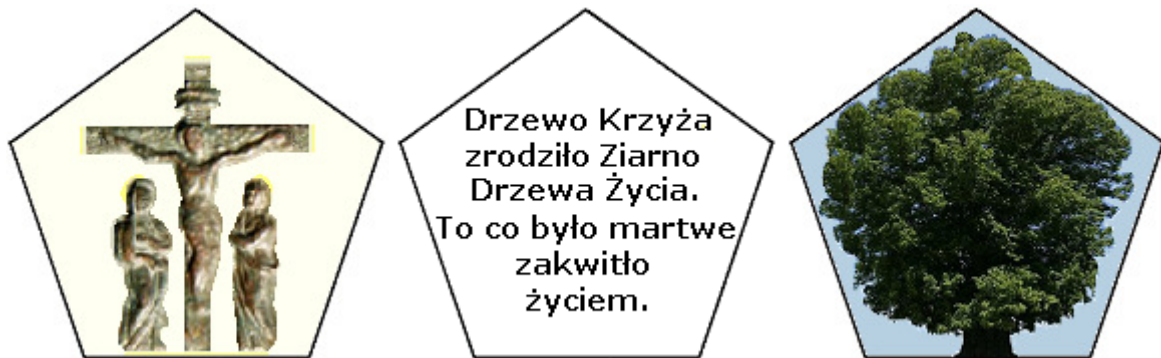 Drzewo Krzyża
zrodziło Ziarno
Drzewa Życia.
To co było martwe
zakwitło
życiem.